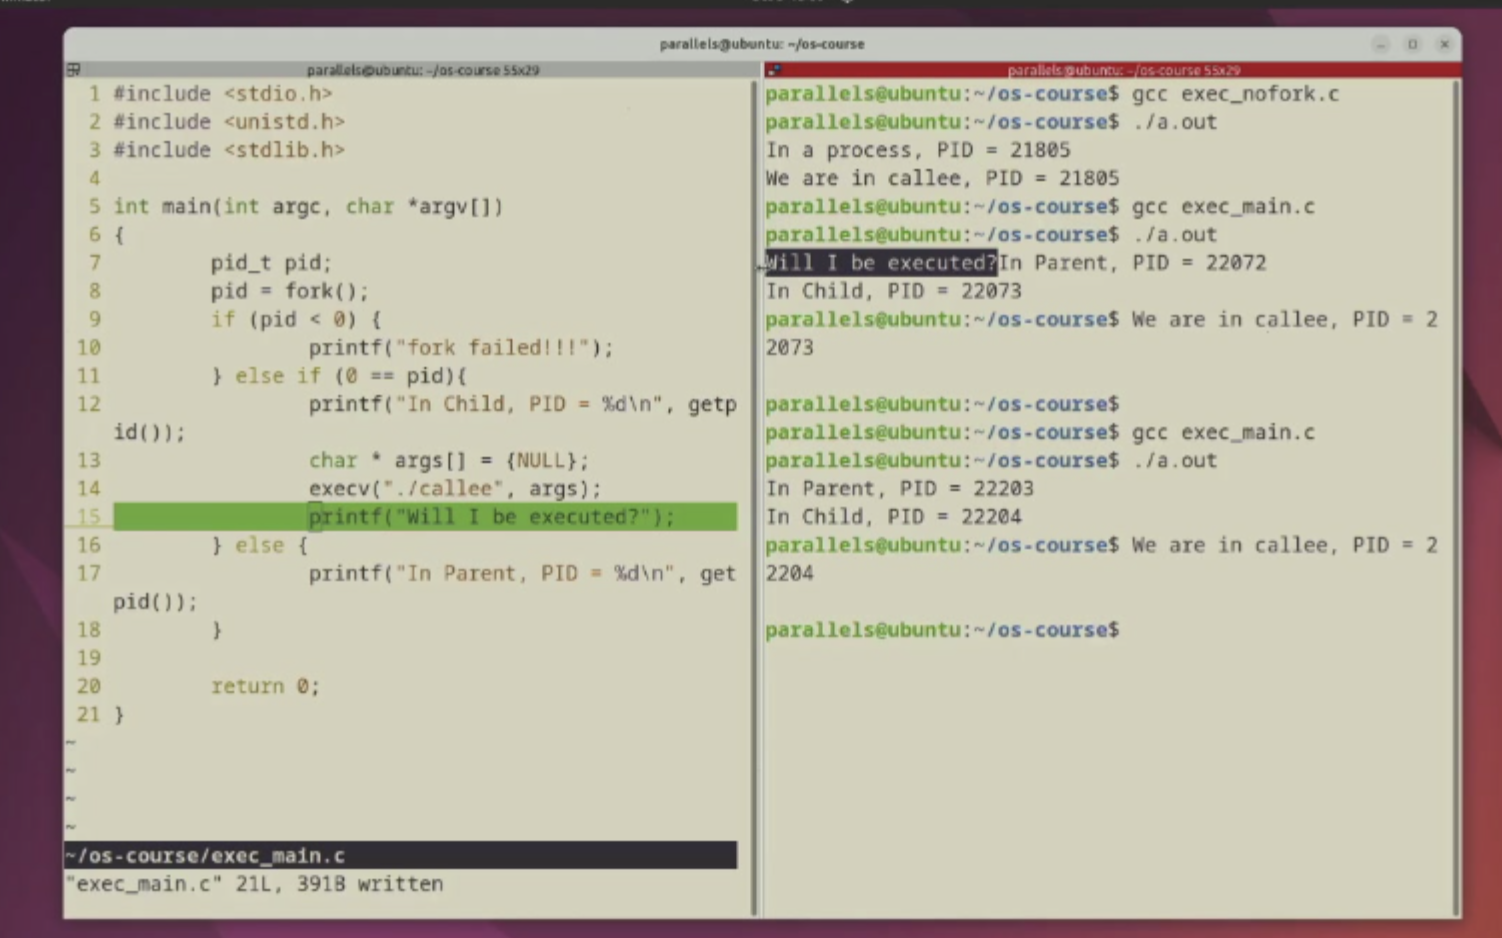 parallels@ubuntu: ~/os-course
parallels@ubuntu: ~/os-course 55x29
1 #include <stdio.h>
2 #include <unistd.h>
3 #include <stdlib.h>
4
5 int main(int argc, char *argv[])
6 {
7 pid_t pid;
8 pid = fork();
9 if (pid < 0) {
10 printf("fork failed!!!");
11 } else if (0 == pid){
12 printf("In Child, PID = %d\n", getp
id());
13 char * args[] = {NULL};
14 execv("./callee", args);
15 printf("Will I be executed?");
16 } else {
17 printf("In Parent, PID = %d\n", get
pid());
18 }
19
20 return 0;
21 }
~
~
~
~
~/os-course/exec_main.c
"exec_main.c" 21L, 391B written
parallels@ubuntu: ~/os-course 55x29
parallels@ubuntu:~/os-course$ gcc exec_nofork.c
parallels@ubuntu:~/os-course$ ./a.out
In a process, PID = 21805
We are in callee, PID = 21805
parallels@ubuntu:~/os-course$ gcc exec_main.c
parallels@ubuntu:~/os-course$ ./a.out
Will I be executed?In Parent, PID = 22072
In Child, PID = 22073
parallels@ubuntu:~/os-course$ We are in callee, PID = 2
2073
parallels@ubuntu:~/os-course$
parallels@ubuntu:~/os-course$ gcc exec_main.c
parallels@ubuntu:~/os-course$ ./a.out
In Parent, PID = 22203
In Child, PID = 22204
parallels@ubuntu:~/os-course$ We are in callee, PID = 2
2204
parallels@ubuntu:~/os-course$